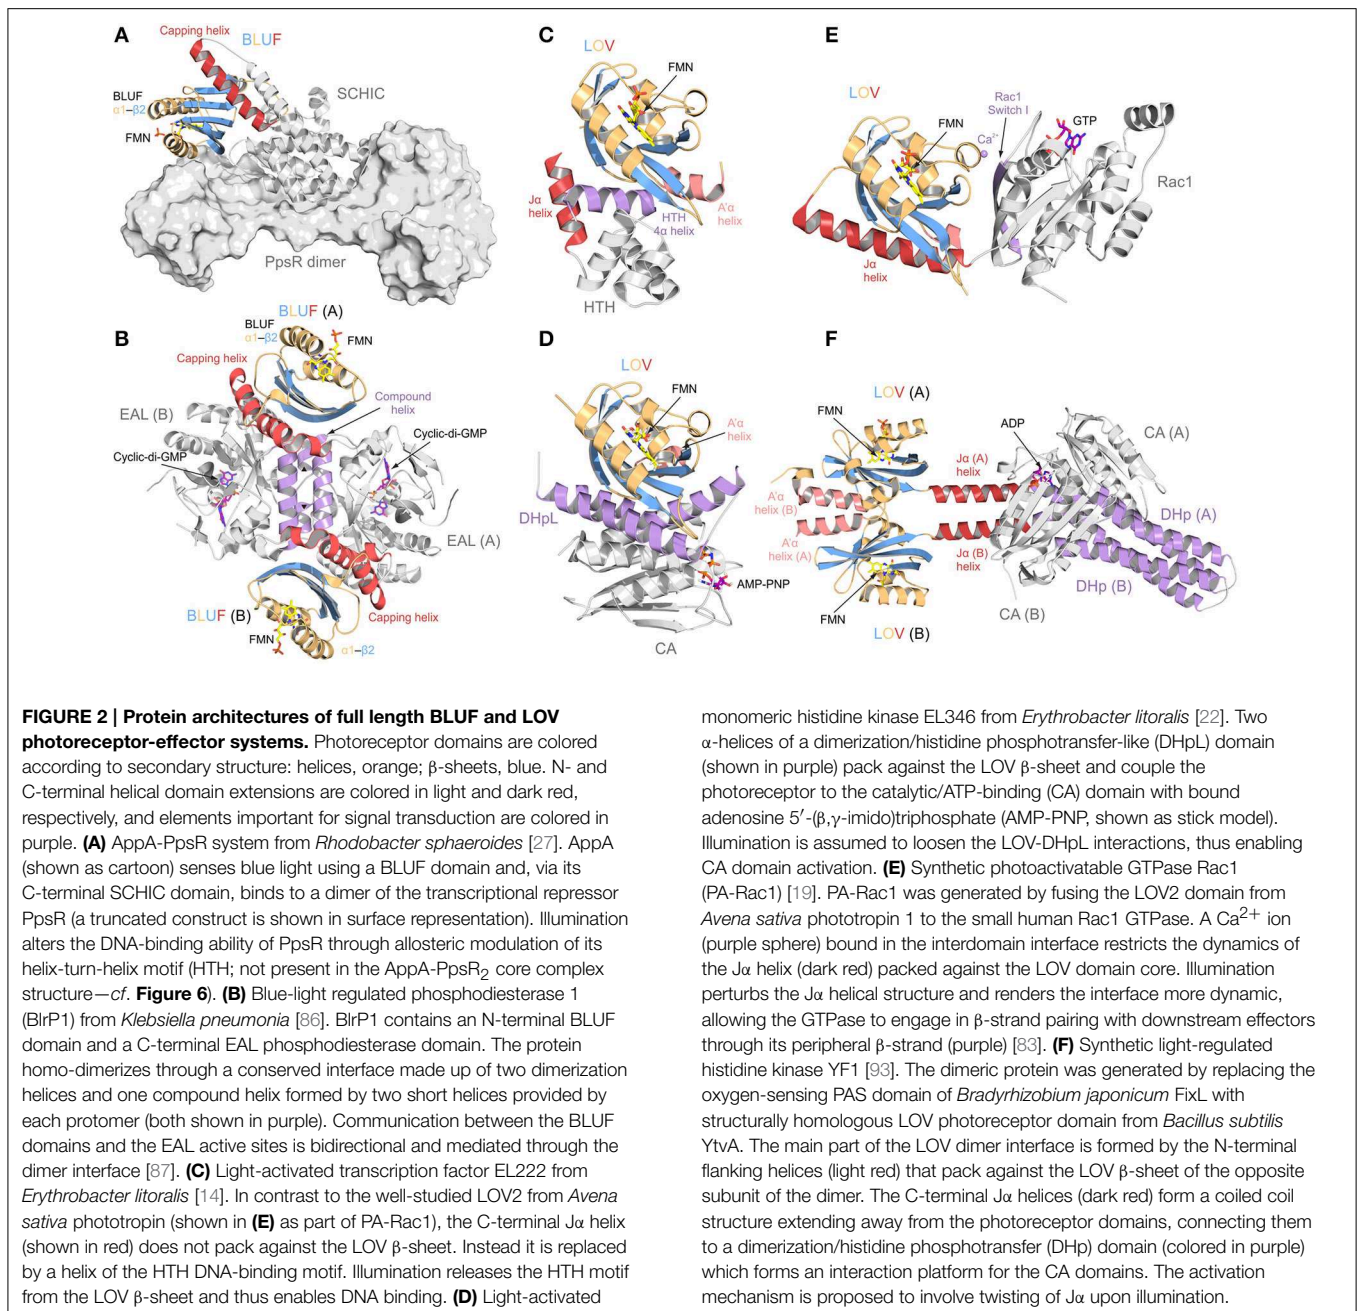 A
Capping helix
BLUF
BLUF
α1–β2
FMN
SCHIC
PpsR dimer
B
BLUF (A)
BLUF
α1–β2
FMN
Capping helix
Compound
helix
EAL (B)
Cyclic-di-GMP
Cyclic-di-GMP
EAL (A)
BLUF (B)
FMN
Capping helix
α1–β2
C
LOV
FMN
Jα
helix
HTH
4α helix
A'α
helix
HTH
D
LOV
FMN
A'α
helix
DHpL
AMP-PNP
CA
E
LOV
FMN
Rac1
Switch I
Ca2+
GTP
Rac1
Jα
helix
F
LOV (A)
FMN
ADP
CA (A)
Jα (A)
helix
A'α
helix (B)
DHp (A)
A'α
helix (A)
Jα (B)
helix
DHp (B)
CA (B)
FMN
LOV (B)
FIGURE 2 | Protein architectures of full length BLUF and LOV
photoreceptor-effector systems. Photoreceptor domains are colored
according to secondary structure: helices, orange; β-sheets, blue. N- and
C-terminal helical domain extensions are colored in light and dark red,
respectively, and elements important for signal transduction are colored in
purple. (A) AppA-PpsR system from Rhodobacter sphaeroides [27]. AppA
(shown as cartoon) senses blue light using a BLUF domain and, via its
C-terminal SCHIC domain, binds to a dimer of the transcriptional repressor
PpsR (a truncated construct is shown in surface representation). Illumination
alters the DNA-binding ability of PpsR through allosteric modulation of its
helix-turn-helix motif (HTH; not present in the AppA-PpsR2 core complex
structure—cf. Figure 6). (B) Blue-light regulated phosphodiesterase 1
(BlrP1) from Klebsiella pneumonia [86]. BlrP1 contains an N-terminal BLUF
domain and a C-terminal EAL phosphodiesterase domain. The protein
homo-dimerizes through a conserved interface made up of two dimerization
helices and one compound helix formed by two short helices provided by
each protomer (both shown in purple). Communication between the BLUF
domains and the EAL active sites is bidirectional and mediated through the
dimer interface [87]. (C) Light-activated transcription factor EL222 from
Erythrobacter litoralis [14]. In contrast to the well-studied LOV2 from Avena
sativa phototropin (shown in (E) as part of PA-Rac1), the C-terminal Jα helix
(shown in red) does not pack against the LOV β-sheet. Instead it is replaced
by a helix of the HTH DNA-binding motif. Illumination releases the HTH motif
from the LOV β-sheet and thus enables DNA binding. (D) Light-activated
monomeric histidine kinase EL346 from Erythrobacter litoralis [22]. Two
α-helices of a dimerization/histidine phosphotransfer-like (DHpL) domain
(shown in purple) pack against the LOV β-sheet and couple the
photoreceptor to the catalytic/ATP-binding (CA) domain with bound
adenosine 5′-(β,γ-imido)triphosphate (AMP-PNP, shown as stick model).
Illumination is assumed to loosen the LOV-DHpL interactions, thus enabling
CA domain activation. (E) Synthetic photoactivatable GTPase Rac1
(PA-Rac1) [19]. PA-Rac1 was generated by fusing the LOV2 domain from
Avena sativa phototropin 1 to the small human Rac1 GTPase. A Ca2+ ion
(purple sphere) bound in the interdomain interface restricts the dynamics of
the Jα helix (dark red) packed against the LOV domain core. Illumination
perturbs the Jα helical structure and renders the interface more dynamic,
allowing the GTPase to engage in β-strand pairing with downstream effectors
through its peripheral β-strand (purple) [83]. (F) Synthetic light-regulated
histidine kinase YF1 [93]. The dimeric protein was generated by replacing the
oxygen-sensing PAS domain of Bradyrhizobium japonicum FixL with
structurally homologous LOV photoreceptor domain from Bacillus subtilis
YtvA. The main part of the LOV dimer interface is formed by the N-terminal
flanking helices (light red) that pack against the LOV β-sheet of the opposite
subunit of the dimer. The C-terminal Jα helices (dark red) form a coiled coil
structure extending away from the photoreceptor domains, connecting them
to a dimerization/histidine phosphotransfer (DHp) domain (colored in purple)
which forms an interaction platform for the CA domains. The activation
mechanism is proposed to involve twisting of Jα upon illumination.